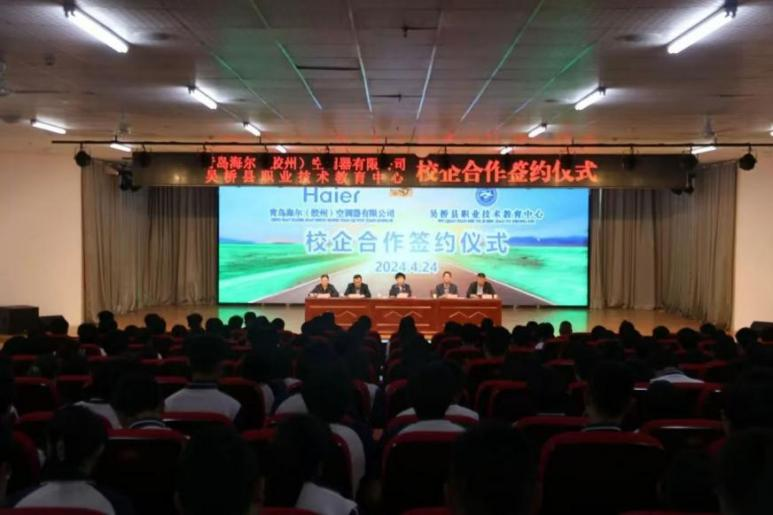 青岛海尔（胶州）空调器有限公司
吴桥县职业技术教育中心 校企合作签约仪式
Haier
青岛海尔（胶州）空调器有限公司 吴桥县职业技术教育中心
校企合作签约仪式
2024.4.24